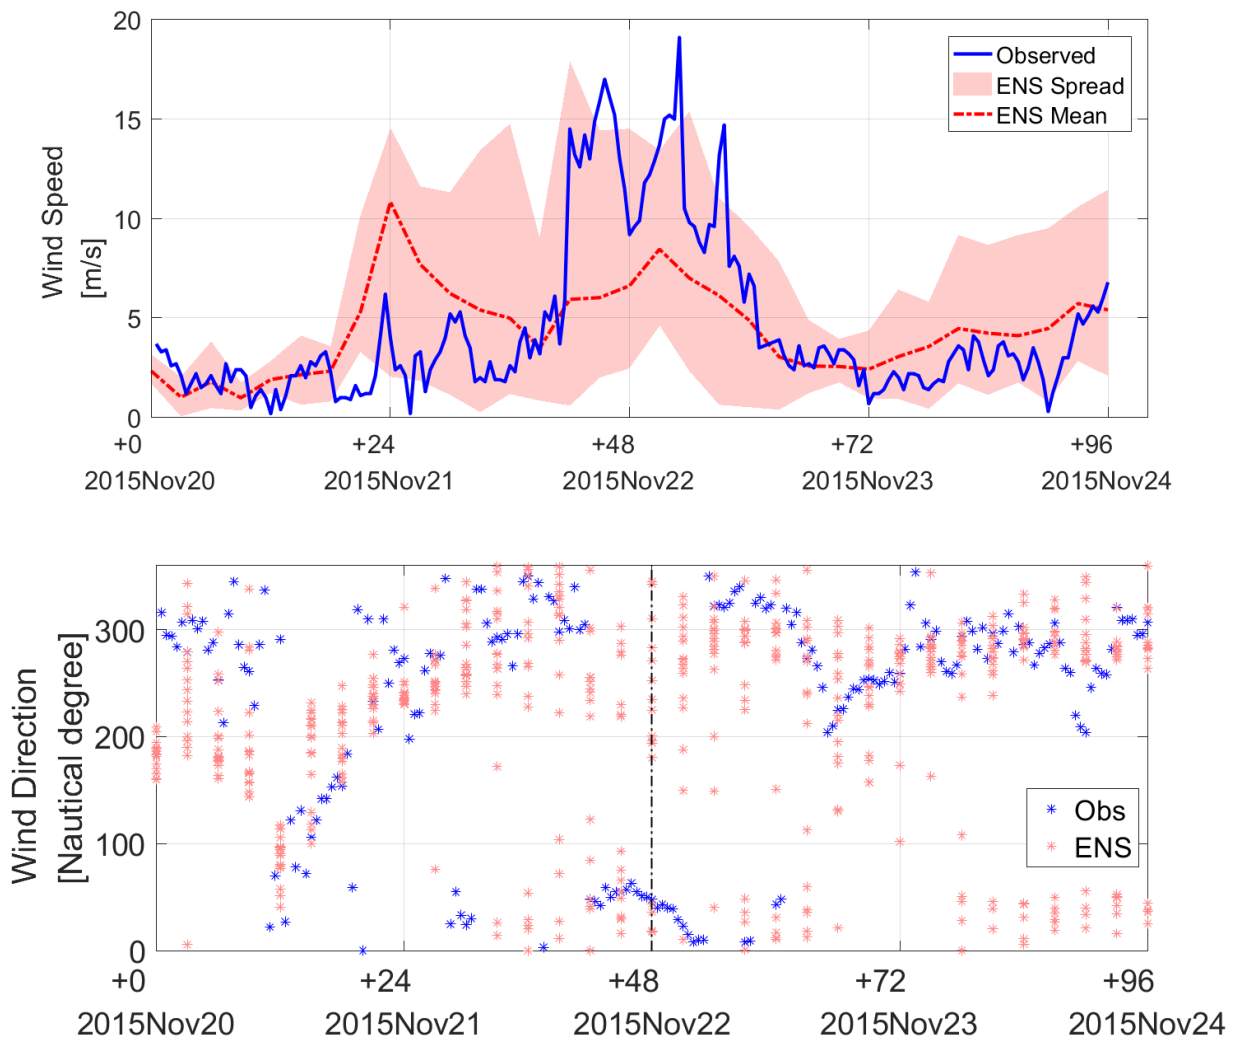 20
15
10
5
0
Wind Speed
[m/s]
Observed
ENS Spread
ENS Mean
+0 +24 +48 +72 +96
2015Nov20 2015Nov21 2015Nov22 2015Nov23 2015Nov24
300
200
100
0
Wind Direction
[Nautical degree]
Obs
ENS
+0 +24 +48 +72 +96
2015Nov20 2015Nov21 2015Nov22 2015Nov23 2015Nov24